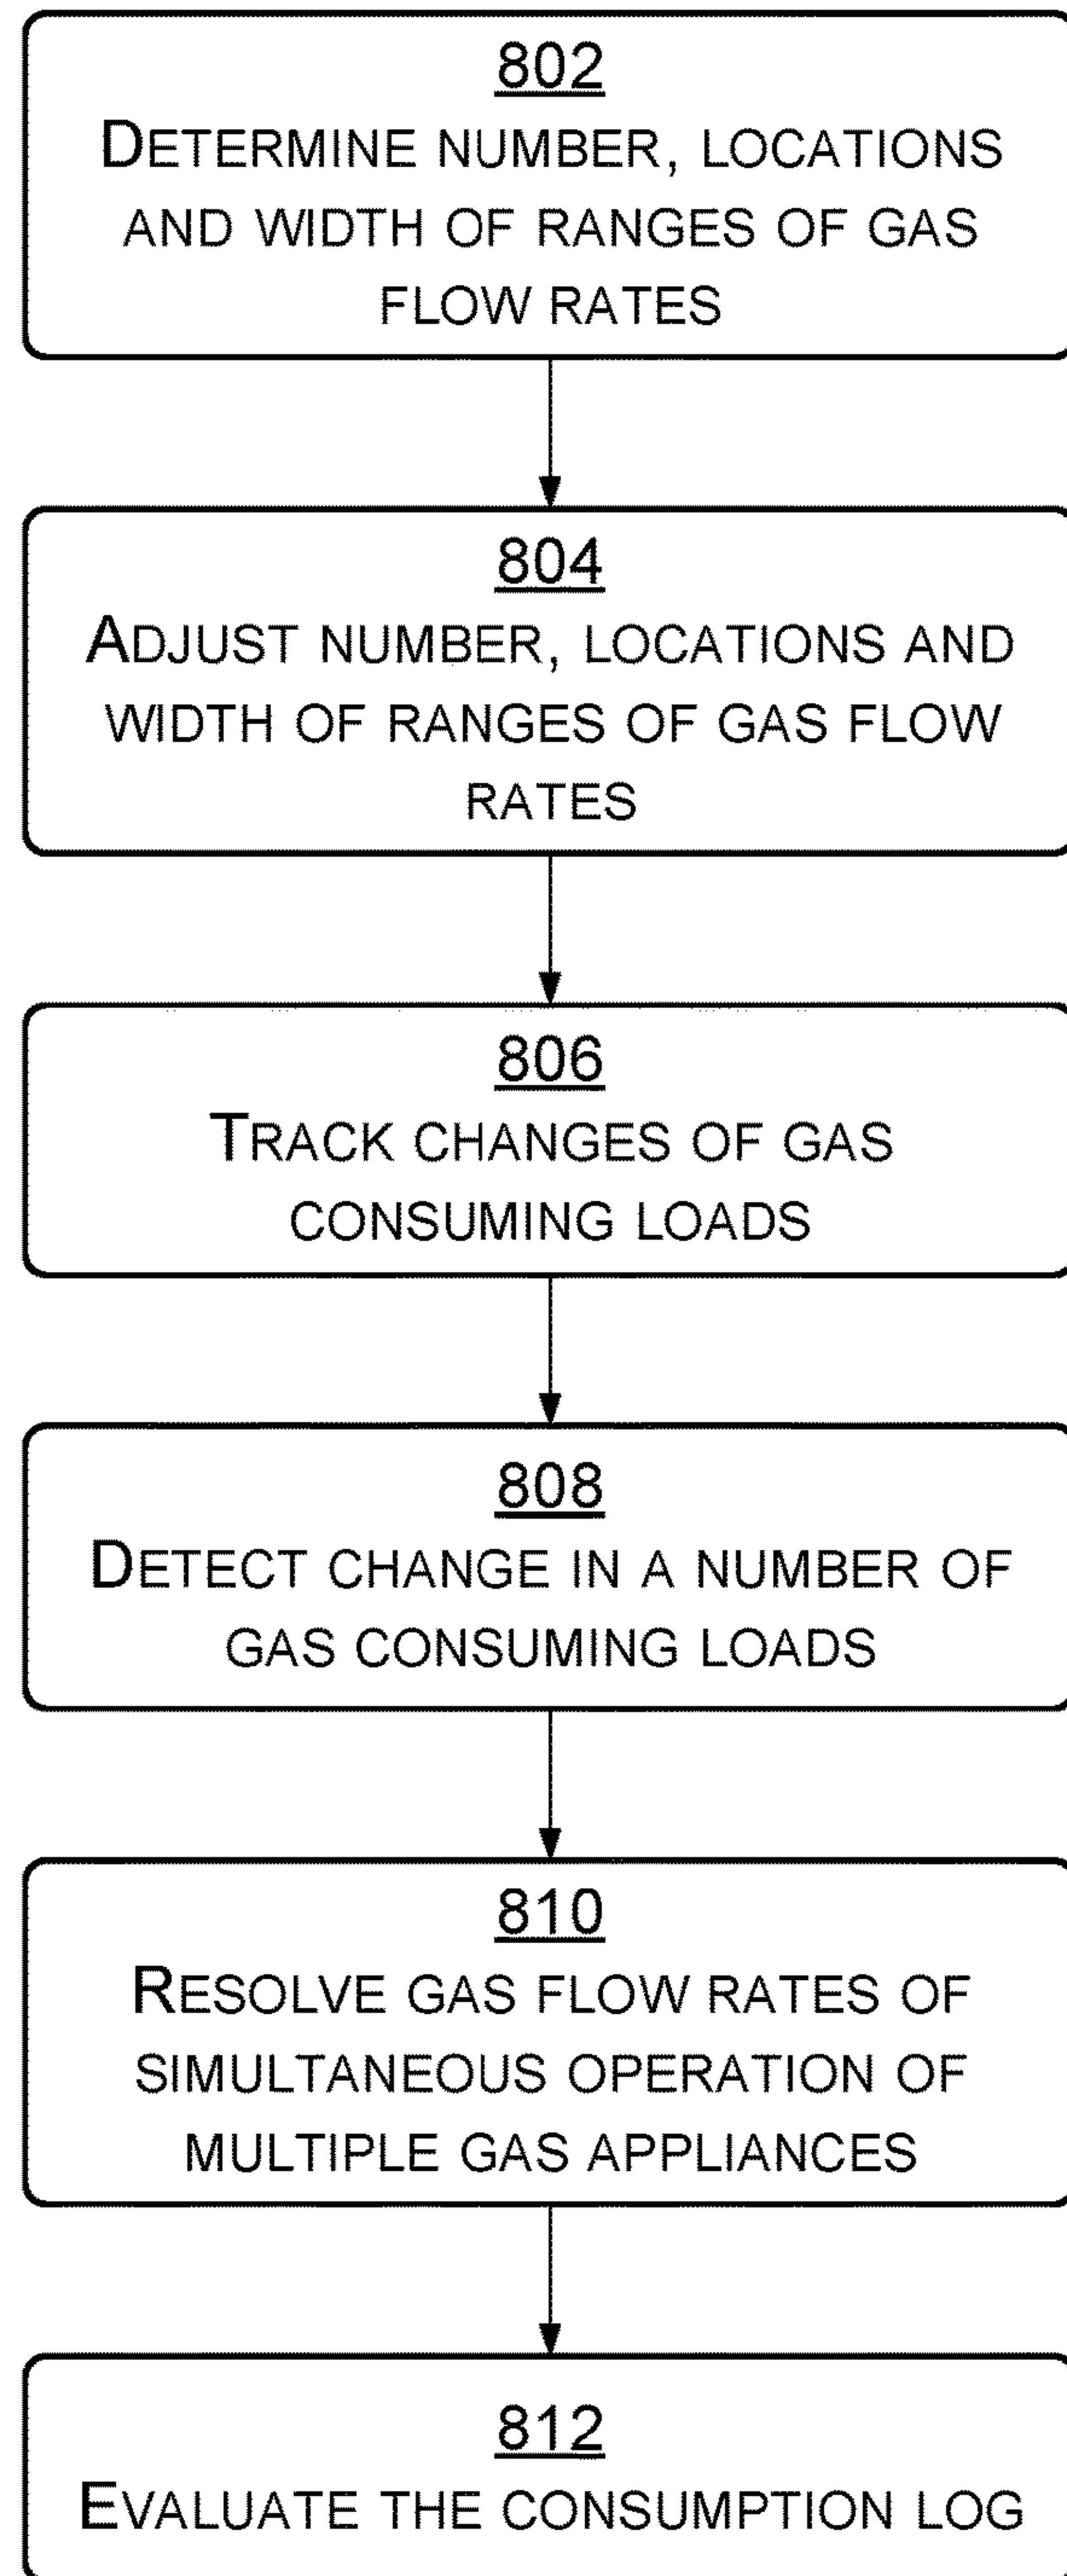 802
DETERMINE NUMBER, LOCATIONS
AND WIDTH OF RANGES OF GAS
FLOW RATES
804
ADJUST NUMBER, LOCATIONS AND
WIDTH OF RANGES OF GAS FLOW
RATES
806
TRACK CHANGES OF GAS
CONSUMING LOADS
808
DETECT CHANGE IN A NUMBER OF
GAS CONSUMING LOADS
810
RESOLVE GAS FLOW RATES OF
SIMULTANEOUS OPERATION OF
MULTIPLE GAS APPLIANCES
812
EVALUATE THE CONSUMPTION LOG